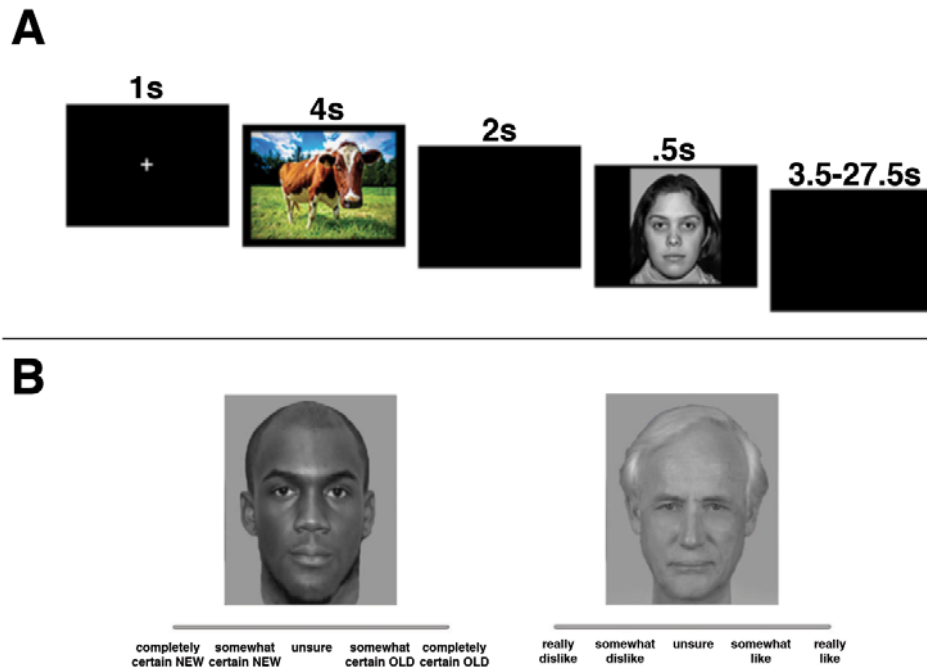 A
1s
4s
2s
.5s
3.5-27.5s
B
completely certain NEW
somewhat certain NEW
unsure
somewhat certain OLD
completely certain OLD
really dislike
somewhat dislike
unsure
somewhat like
really like